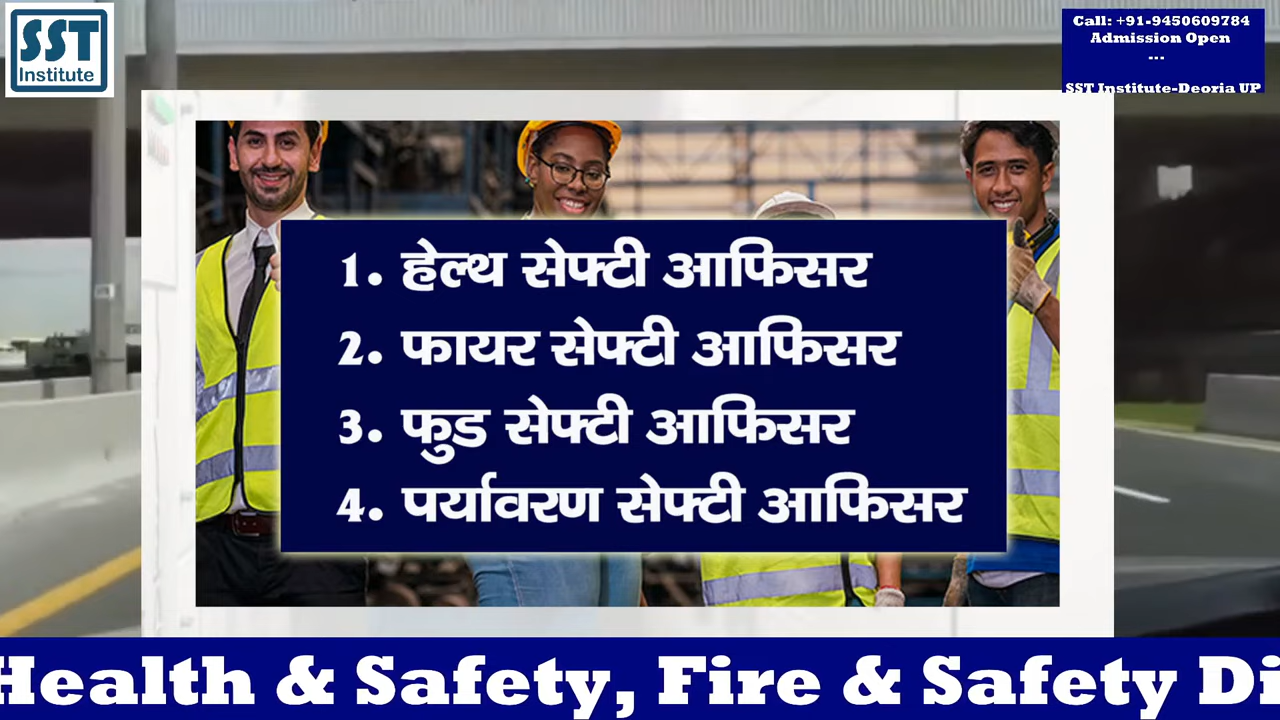 SST
Institute
Call: +91-9450609784
Admission Open
...
SST Institute-Deoria UP
1. हेल्थ सेफ्टी आफिसर
2. फायर सेफ्टी आफिसर
3. फुड सेफ्टी आफिसर
4. पर्यावरण सेफ्टी आफिसर
Health & Safety, Fire & Safety Di